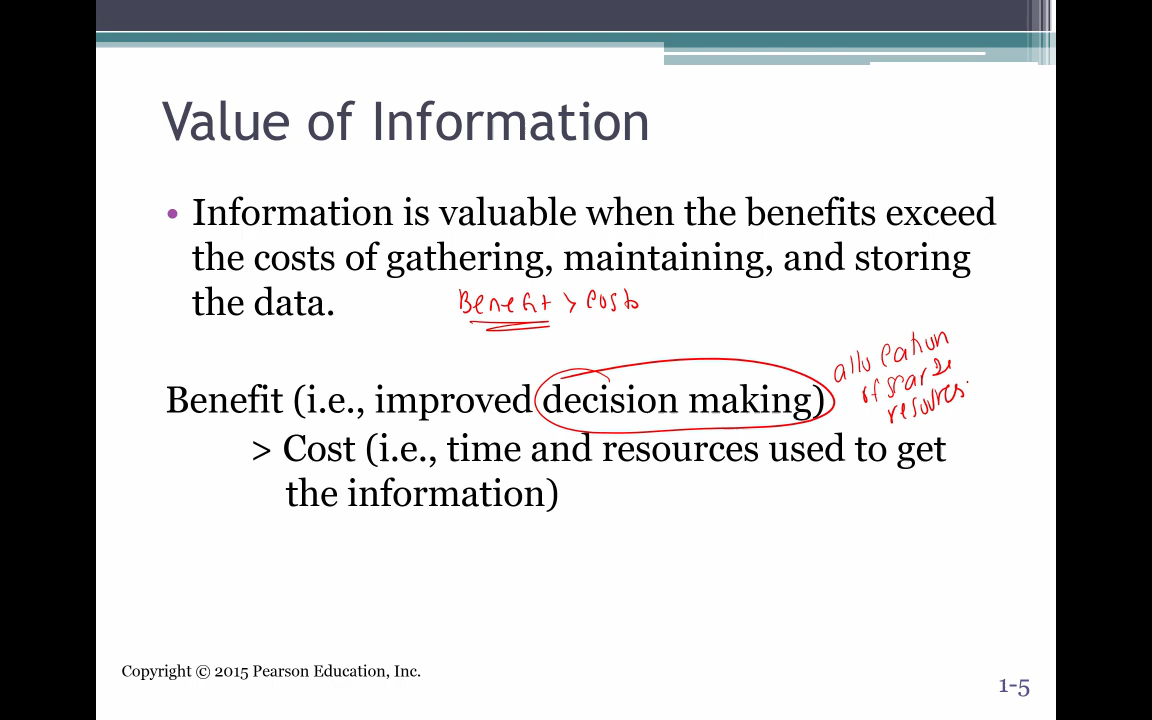 Value of Information
• Information is valuable when the benefits exceed
the costs of gathering, maintaining, and storing
the data.
Benefit > Costs
Benefit (i.e., improved decision making)
allocation
of scarce
resources.
> Cost (i.e., time and resources used to get
the information)
Copyright © 2015 Pearson Education, Inc.
1-5